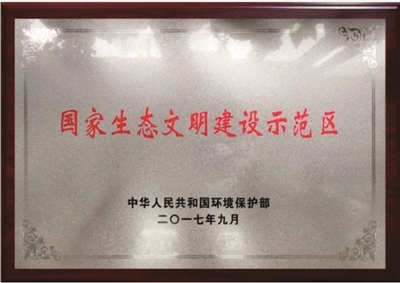 国家生态文明建设示范区
中华人民共和国环境保护部
二〇一七年九月